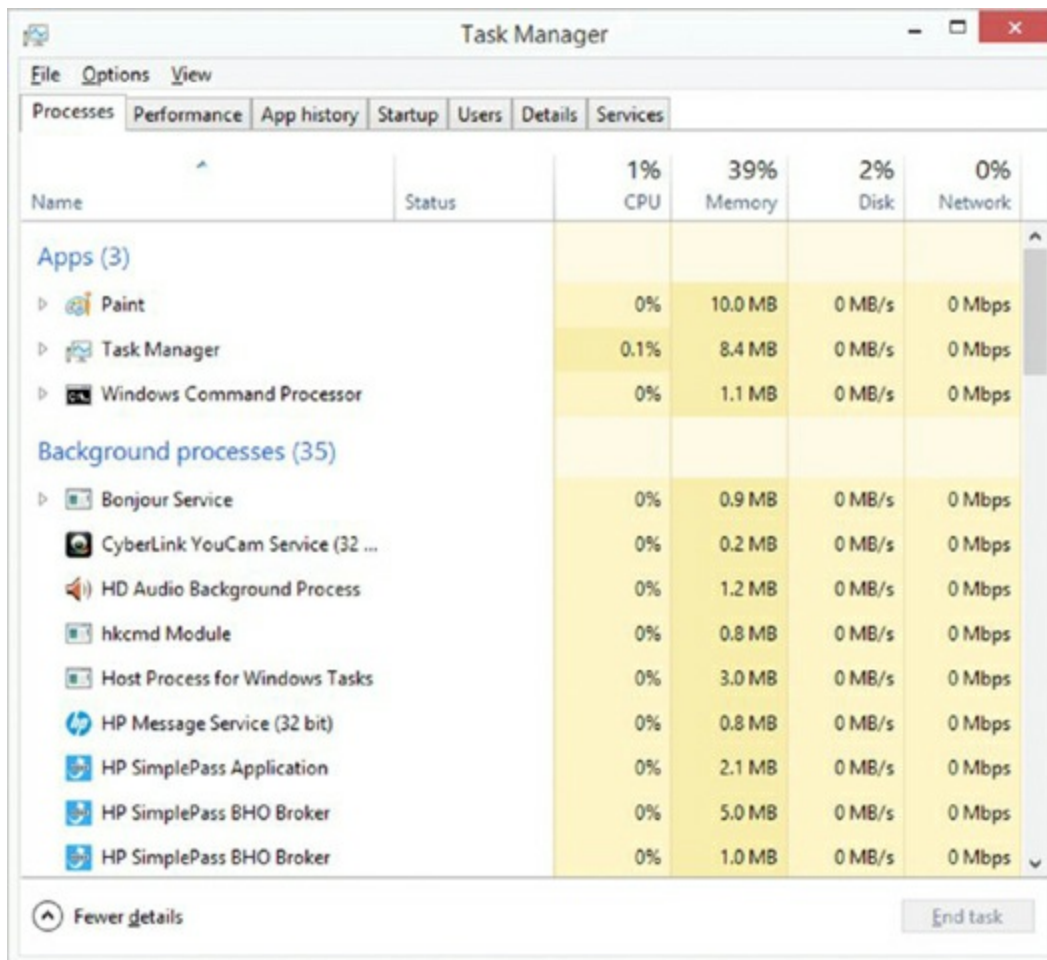 Task Manager
File Options View
Processes Performance App history Startup Users Details Services
1% 39% 2% 0%
Name Status CPU Memory Disk Network
Apps (3)
Paint 0% 10.0 MB 0 MB/s 0 Mbps
Task Manager 0.1% 8.4 MB 0 MB/s 0 Mbps
Windows Command Processor 0% 1.1 MB 0 MB/s 0 Mbps
Background processes (35)
Bonjour Service 0% 0.9 MB 0 MB/s 0 Mbps
CyberLink YouCam Service (32 ... 0% 0.2 MB 0 MB/s 0 Mbps
HD Audio Background Process 0% 1.2 MB 0 MB/s 0 Mbps
hkcmd Module 0% 0.8 MB 0 MB/s 0 Mbps
Host Process for Windows Tasks 0% 3.0 MB 0 MB/s 0 Mbps
HP Message Service (32 bit) 0% 0.8 MB 0 MB/s 0 Mbps
HP SimplePass Application 0% 2.1 MB 0 MB/s 0 Mbps
HP SimplePass BHO Broker 0% 5.0 MB 0 MB/s 0 Mbps
HP SimplePass BHO Broker 0% 1.0 MB 0 MB/s 0 Mbps
Fewer details End task